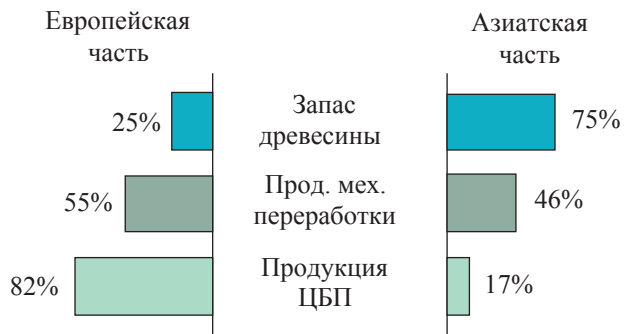 Европейская
часть
Азиатская
часть
25%
Запас
древесины
75%
55%
Прод. мех.
переработки
46%
82%
Продукция
ЦБП
17%